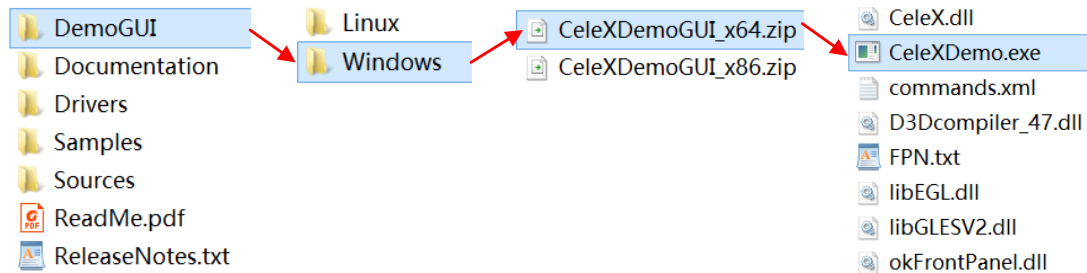 DemoGUI
Documentation
Drivers
Samples
Sources
ReadMe.pdf
ReleaseNotes.txt
Linux
Windows
CeleXDemoGUI_x64.zip
CeleXDemoGUI_x86.zip
CeleX.dll
CeleXDemo.exe
commands.xml
D3Dcompiler_47.dll
FPN.txt
libEGL.dll
libGLESV2.dll
okFrontPanel.dll